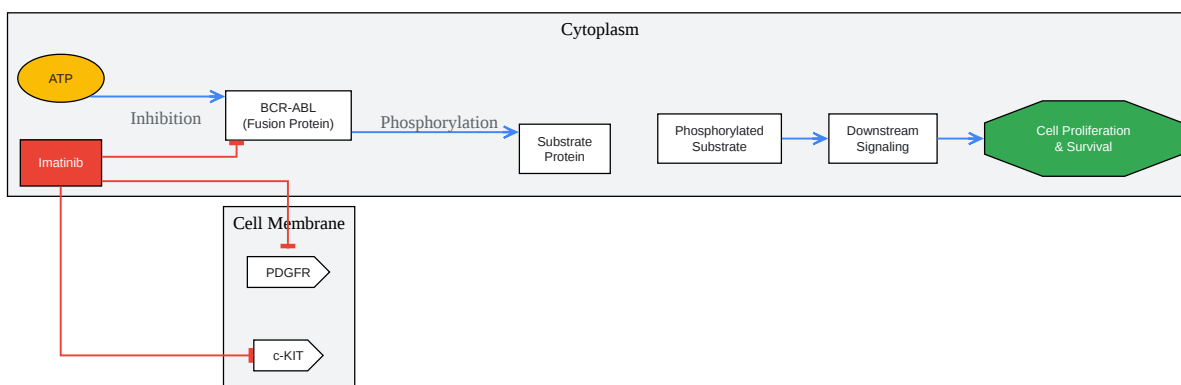 Cytoplasm
ATP
Inhibition
BCR-ABL
(Fusion Protein)
Phosphorylation
Substrate
Protein
Phosphorylated
Substrate
Downstream
Signaling
Cell Proliferation
& Survival
Imatinib
Cell Membrane
PDGFR
c-KIT